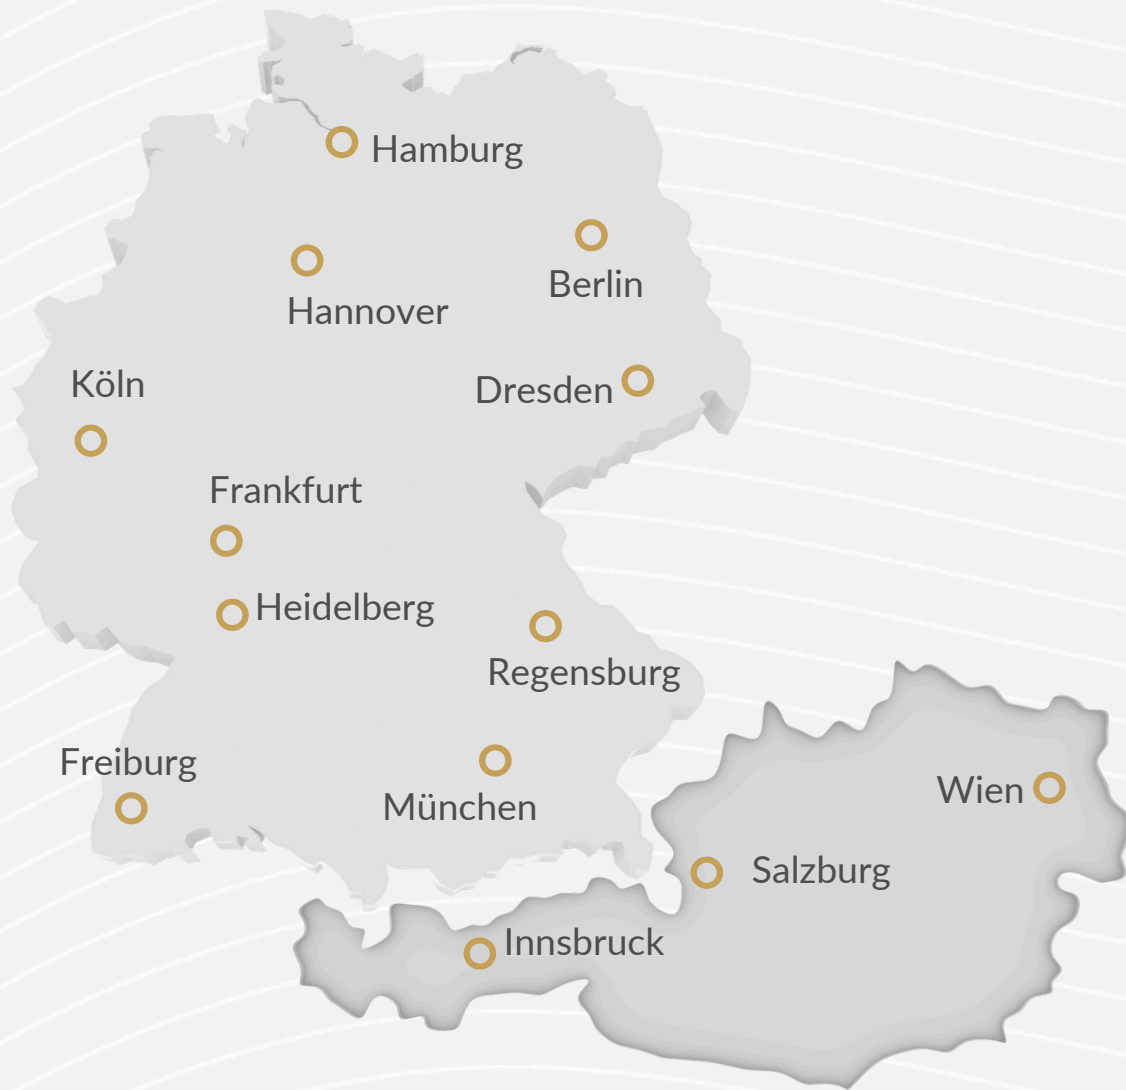 Hamburg
Berlin
Hannover
Köln
Dresden
Frankfurt
Heidelberg
Regensburg
Freiburg
München
Wien
Salzburg
Innsbruck